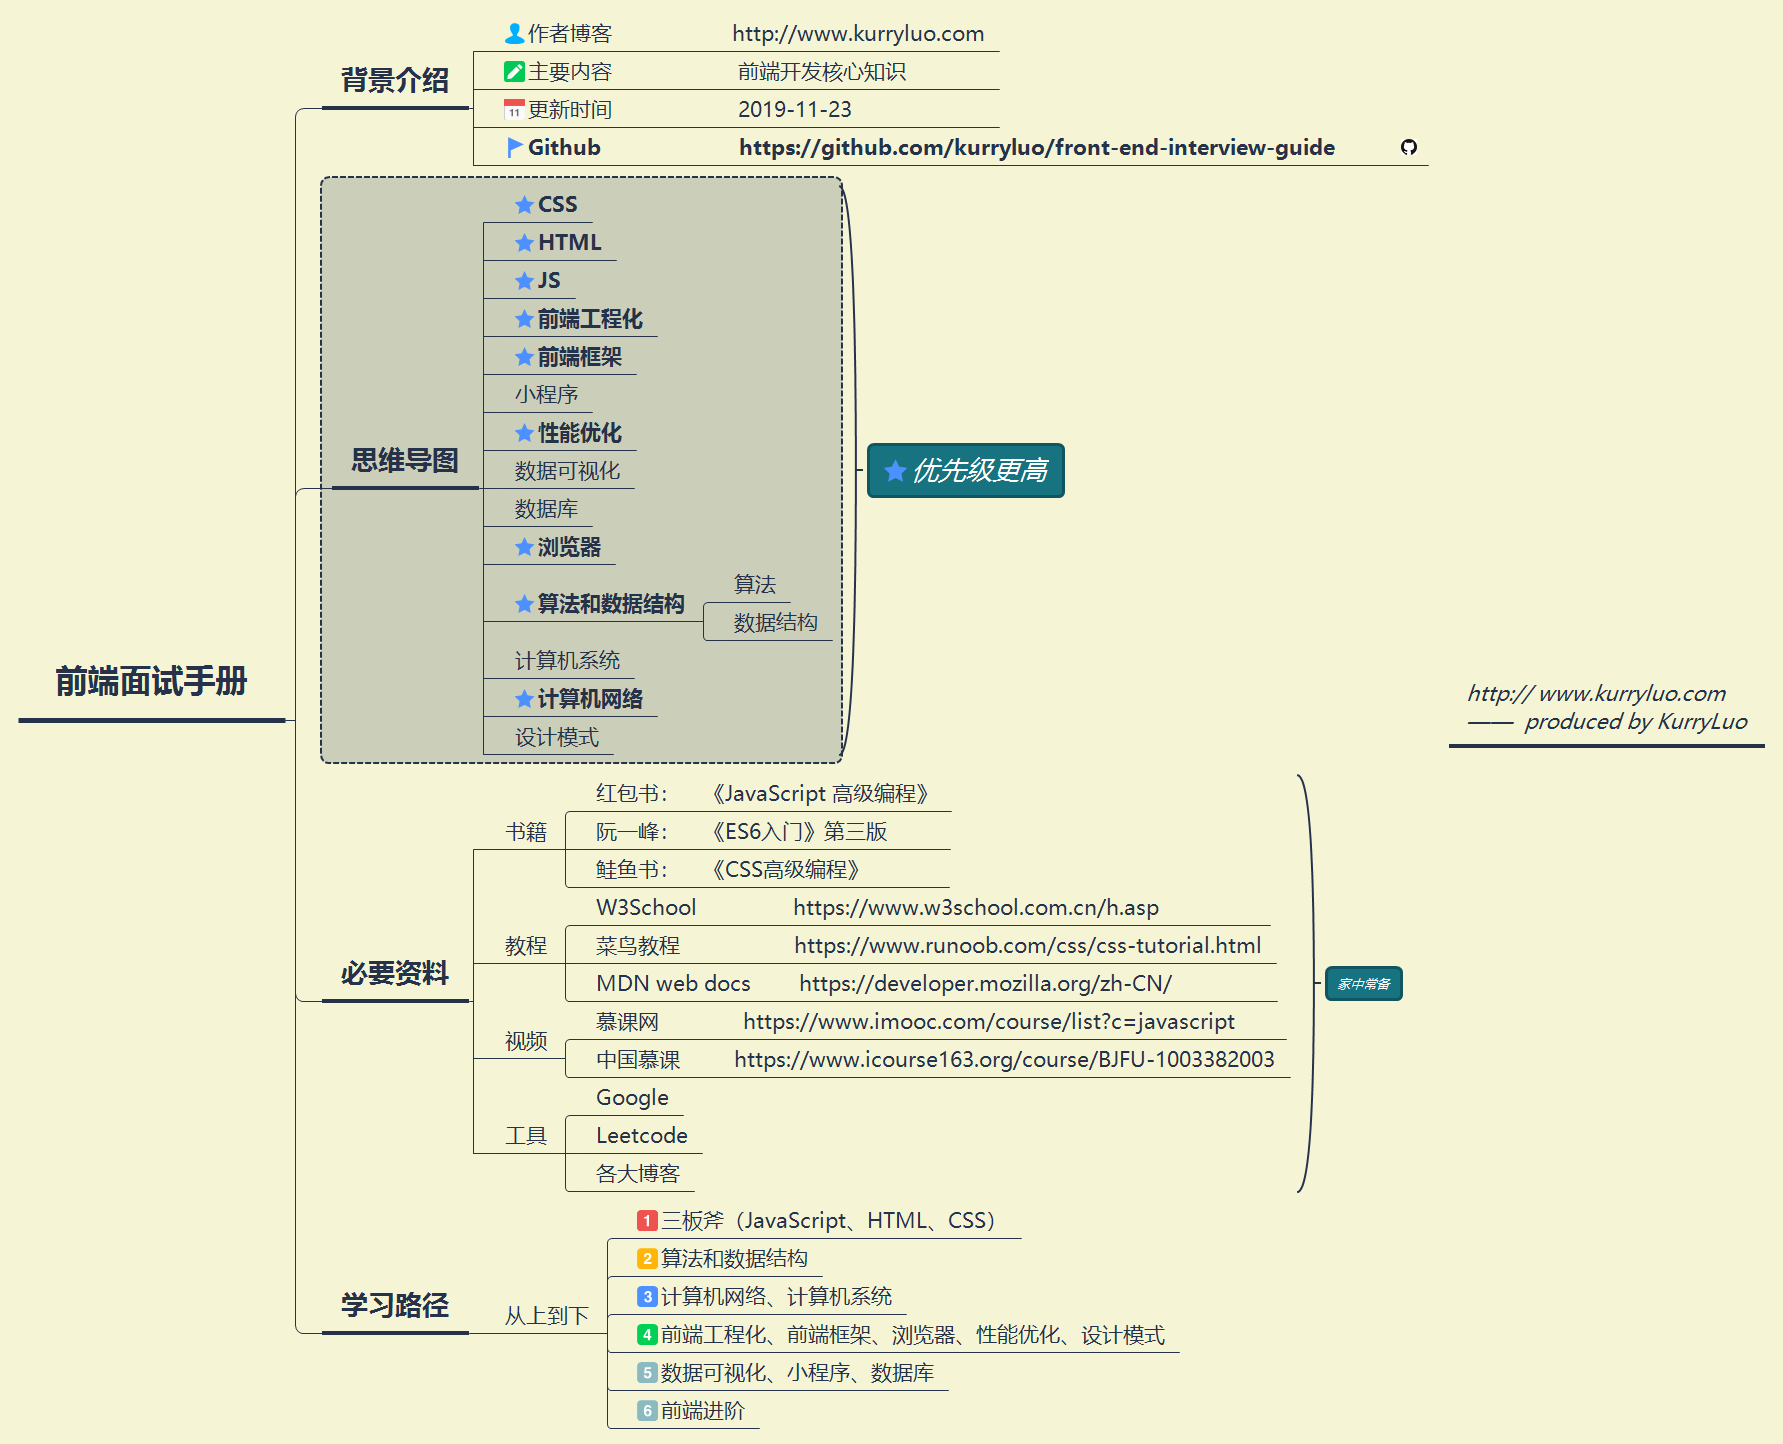 前端面试手册
背景介绍
作者博客 http://www.kurryluo.com
主要内容 前端开发核心知识
11 更新时间 2019-11-23
Github https://github.com/kurryluo/front-end-interview-guide
思维导图
CSS
HTML
JS
前端工程化
前端框架
小程序
性能优化
数据可视化
数据库
浏览器
算法和数据结构
算法
数据结构
计算机系统
计算机网络
设计模式
优先级更高
必要资料
书籍
红包书： 《JavaScript 高级编程》
阮一峰： 《ES6入门》第三版
鲑鱼书： 《CSS高级编程》
教程
W3School https://www.w3school.com.cn/h.asp
菜鸟教程 https://www.runoob.com/css/css-tutorial.html
MDN web docs https://developer.mozilla.org/zh-CN/
视频
慕课网 https://www.imooc.com/course/list?c=javascript
中国慕课 https://www.icourse163.org/course/BJFU-1003382003
工具
Google
Leetcode
各大博客
家中常备
学习路径
从上到下
1 三板斧（JavaScript、HTML、CSS）
2 算法和数据结构
3 计算机网络、计算机系统
4 前端工程化、前端框架、浏览器、性能优化、设计模式
5 数据可视化、小程序、数据库
6 前端进阶
http:// www.kurryluo.com
—— produced by KurryLuo